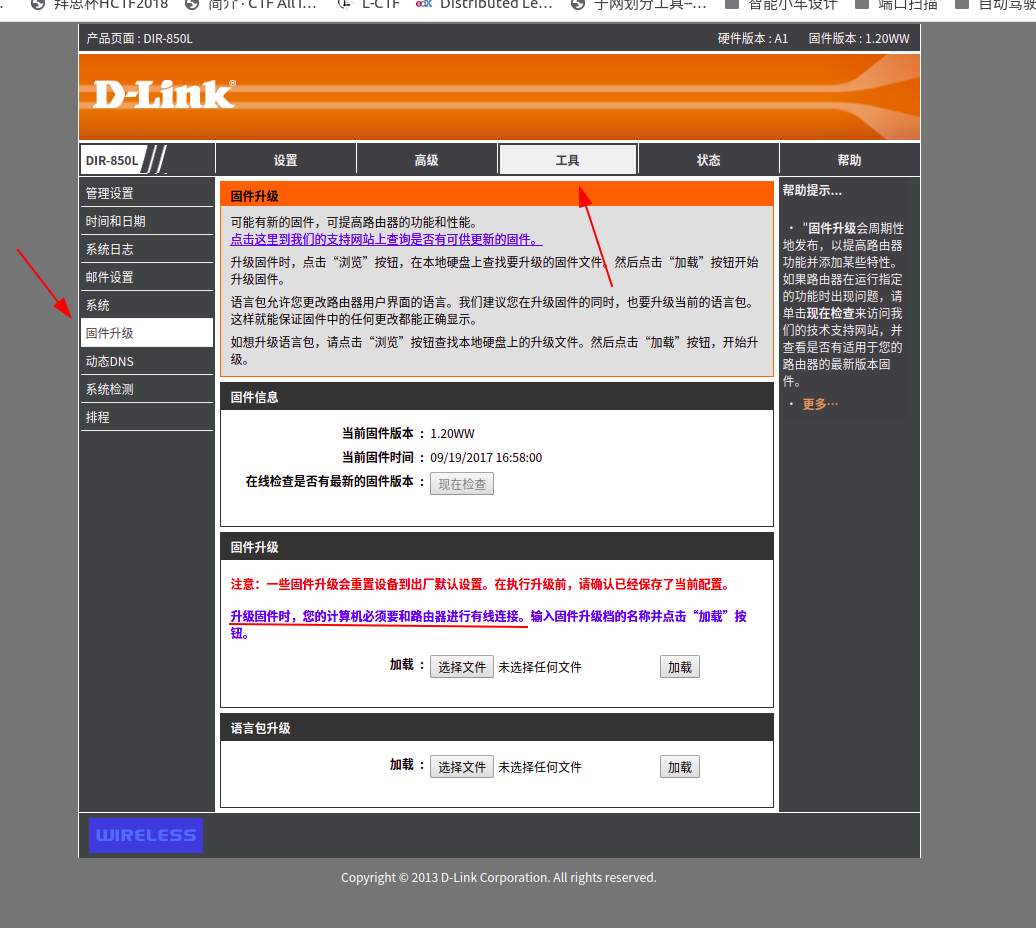 拜思杯HCTF2018
简介 · CTF All I…
L-CTF
edX Distributed Le…
子网划分工具--…
智能小车设计
端口扫描
自动驾驶
产品页面 : DIR-850L
硬件版本 : A1 固件版本 : 1.20WW
D-Link®
DIR-850L
设置
高级
工具
状态
帮助
管理设置
时间和日期
系统日志
邮件设置
系统
固件升级
动态DNS
系统检测
排程
固件升级
可能有新的固件，可提高路由器的功能和性能。
点击这里到我们的支持网站上查询是否有可供更新的固件。
升级固件时，点击“浏览”按钮，在本地硬盘上查找要升级的固件文件。然后点击“加载”按钮开始
升级固件。
语言包允许您更改路由器用户界面的语言。我们建议您在升级固件的同时，也要升级当前的语言包。
这样就能保证固件中的任何更改都能正确显示。
如想升级语言包，请点击“浏览”按钮查找本地硬盘上的升级文件。然后点击“加载”按钮，开始升
级。
固件信息
当前固件版本 ： 1.20WW
当前固件时间 ： 09/19/2017 16:58:00
在线检查是否有最新的固件版本 ： 现在检查
固件升级
注意：一些固件升级会重置设备到出厂默认设置。在执行升级前，请确认已经保存了当前配置。
升级固件时，您的计算机必须要和路由器进行有线连接。输入固件升级档的名称并点击“加载”按
钮。
加载 ： 选择文件 未选择任何文件 加载
语言包升级
加载 ： 选择文件 未选择任何文件 加载
帮助提示…
· "固件升级会周期性
地发布，以提高路由器
功能并添加某些特性。
如果路由器在运行指定
的功能时出现问题，请
单击现在检查来访问我
们的技术支持网站，并
查看是否有适用于您的
路由器的最新版本固
件。
· 更多…
WIRELESS
Copyright © 2013 D-Link Corporation. All rights reserved.